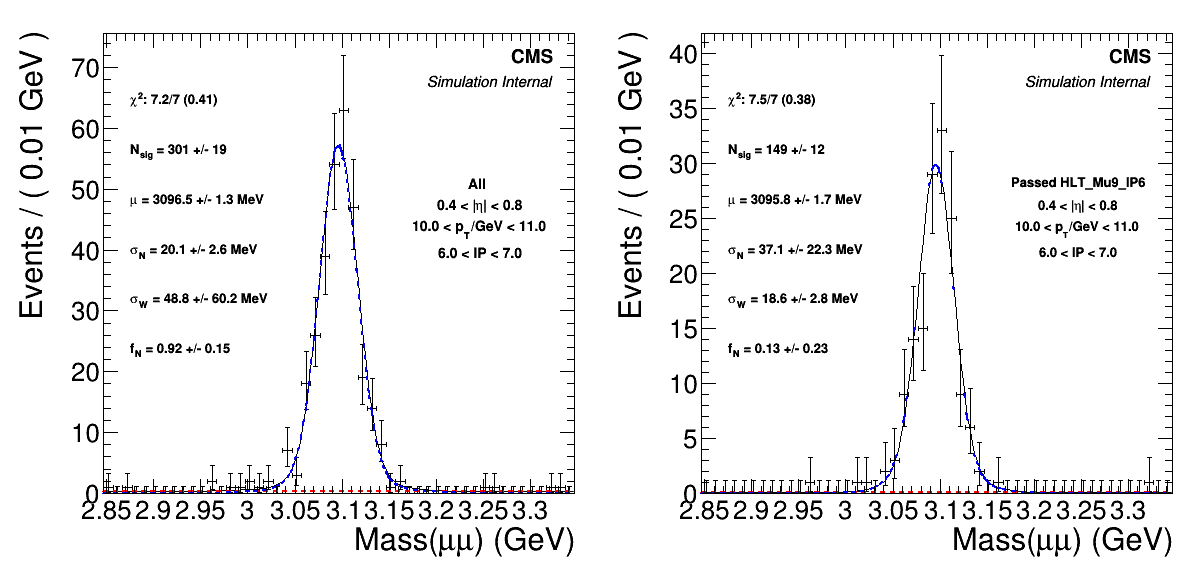 CMS
Simulation Internal
χ²: 7.2/7 (0.41)
N_sig = 301 +/- 19
μ = 3096.5 +/- 1.3 MeV
σ_N = 20.1 +/- 2.6 MeV
σ_W = 48.8 +/- 60.2 MeV
f_N = 0.92 +/- 0.15
All
0.4 < |η| < 0.8
10.0 < p_T/GeV < 11.0
6.0 < IP < 7.0
Events / ( 0.01 GeV )
70
60
50
40
30
20
10
0
2.85 2.9 2.95 3 3.05 3.1 3.15 3.2 3.25 3.3
Mass(μμ) (GeV)
CMS
Simulation Internal
χ²: 7.5/7 (0.38)
N_sig = 149 +/- 12
μ = 3095.8 +/- 1.7 MeV
σ_N = 37.1 +/- 22.3 MeV
σ_W = 18.6 +/- 2.8 MeV
f_N = 0.13 +/- 0.23
Passed HLT_Mu9_IP6
0.4 < |η| < 0.8
10.0 < p_T/GeV < 11.0
6.0 < IP < 7.0
Events / ( 0.01 GeV )
40
35
30
25
20
15
10
5
0
2.85 2.9 2.95 3 3.05 3.1 3.15 3.2 3.25 3.3
Mass(μμ) (GeV)